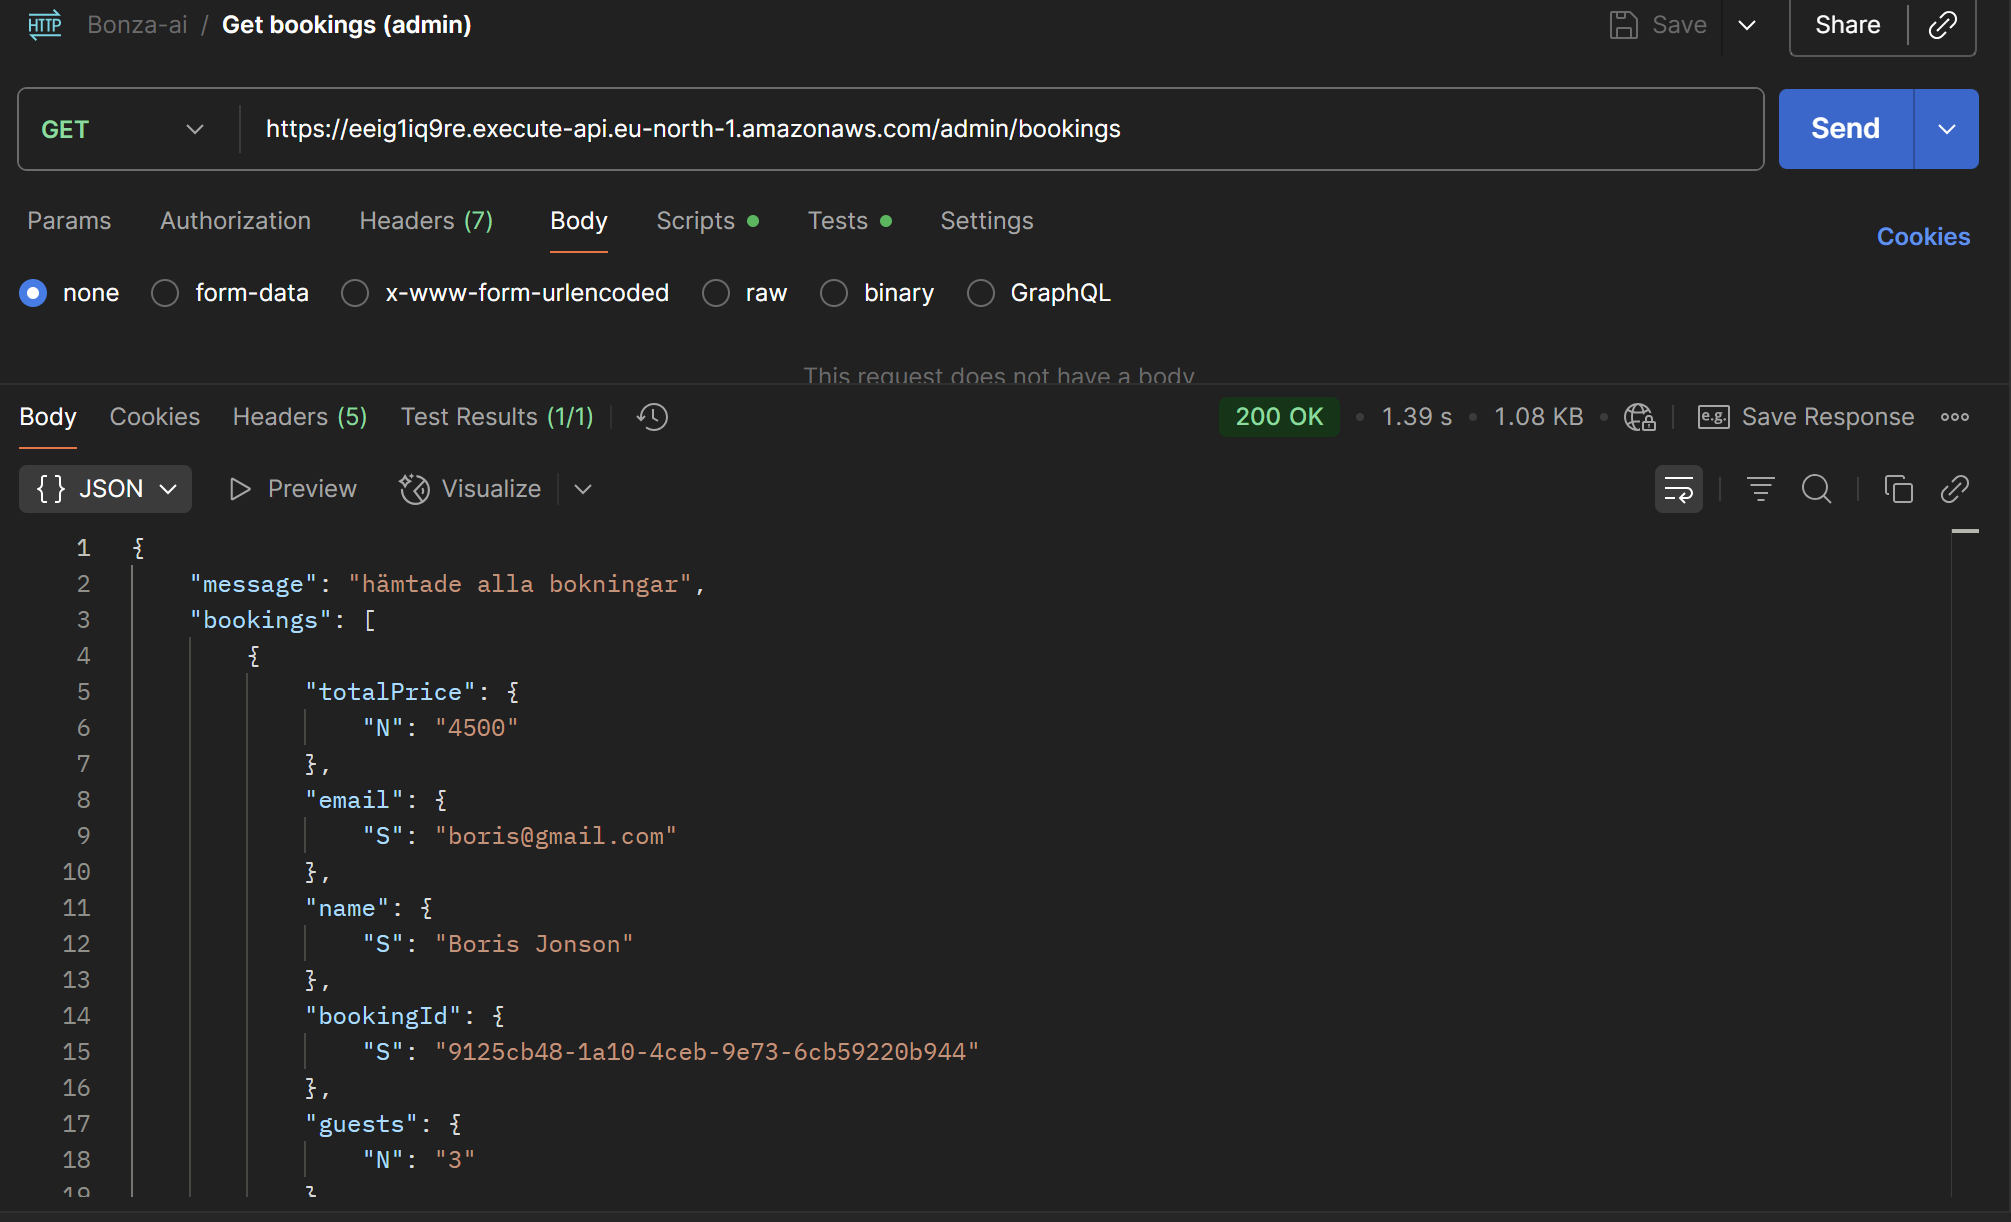 HTTP Bonza-ai / Get bookings (admin) Save Share
GET https://eeig1iq9re.execute-api.eu-north-1.amazonaws.com/admin/bookings Send
Params Authorization Headers (7) Body Scripts Tests Settings Cookies
none form-data x-www-form-urlencoded raw binary GraphQL
This request does not have a body
Body Cookies Headers (5) Test Results (1/1) 200 OK • 1.39 s • 1.08 KB • e.g. Save Response
{} JSON Preview Visualize
1 {
2 "message": "hämtade alla bokningar",
3 "bookings": [
4 {
5 "totalPrice": {
6 "N": "4500"
7 },
8 "email": {
9 "S": "boris@gmail.com"
10 },
11 "name": {
12 "S": "Boris Jonson"
13 },
14 "bookingId": {
15 "S": "9125cb48-1a10-4ceb-9e73-6cb59220b944"
16 },
17 "guests": {
18 "N": "3"
19 }